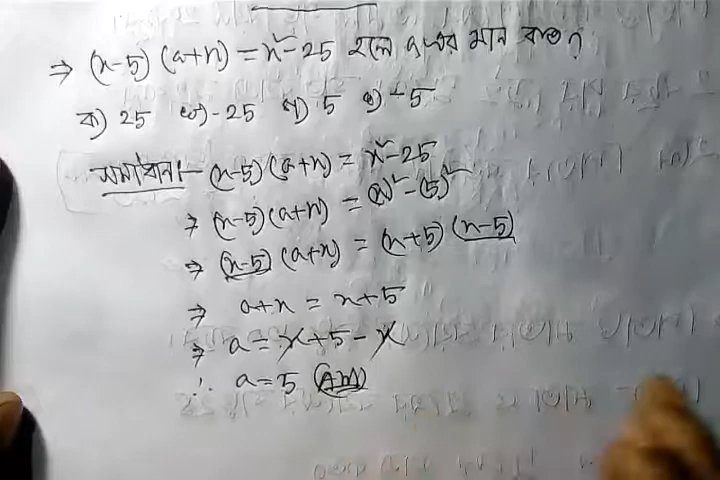 ⇒ (x-5) (a+x) = x²-25 হলে a এর মান কত?
ক) 25 খ) -25 গ) 5 ঘ) -5
সমাধান:- (x-5) (a+x) = x²-25
⇒ (x-5) (a+x) = (x)²-(5)²
⇒ (x-5) (a+x) = (x+5) (x-5)
⇒ a+x = x+5
⇒ a = x+5-x
∴ a=5 (Ans)